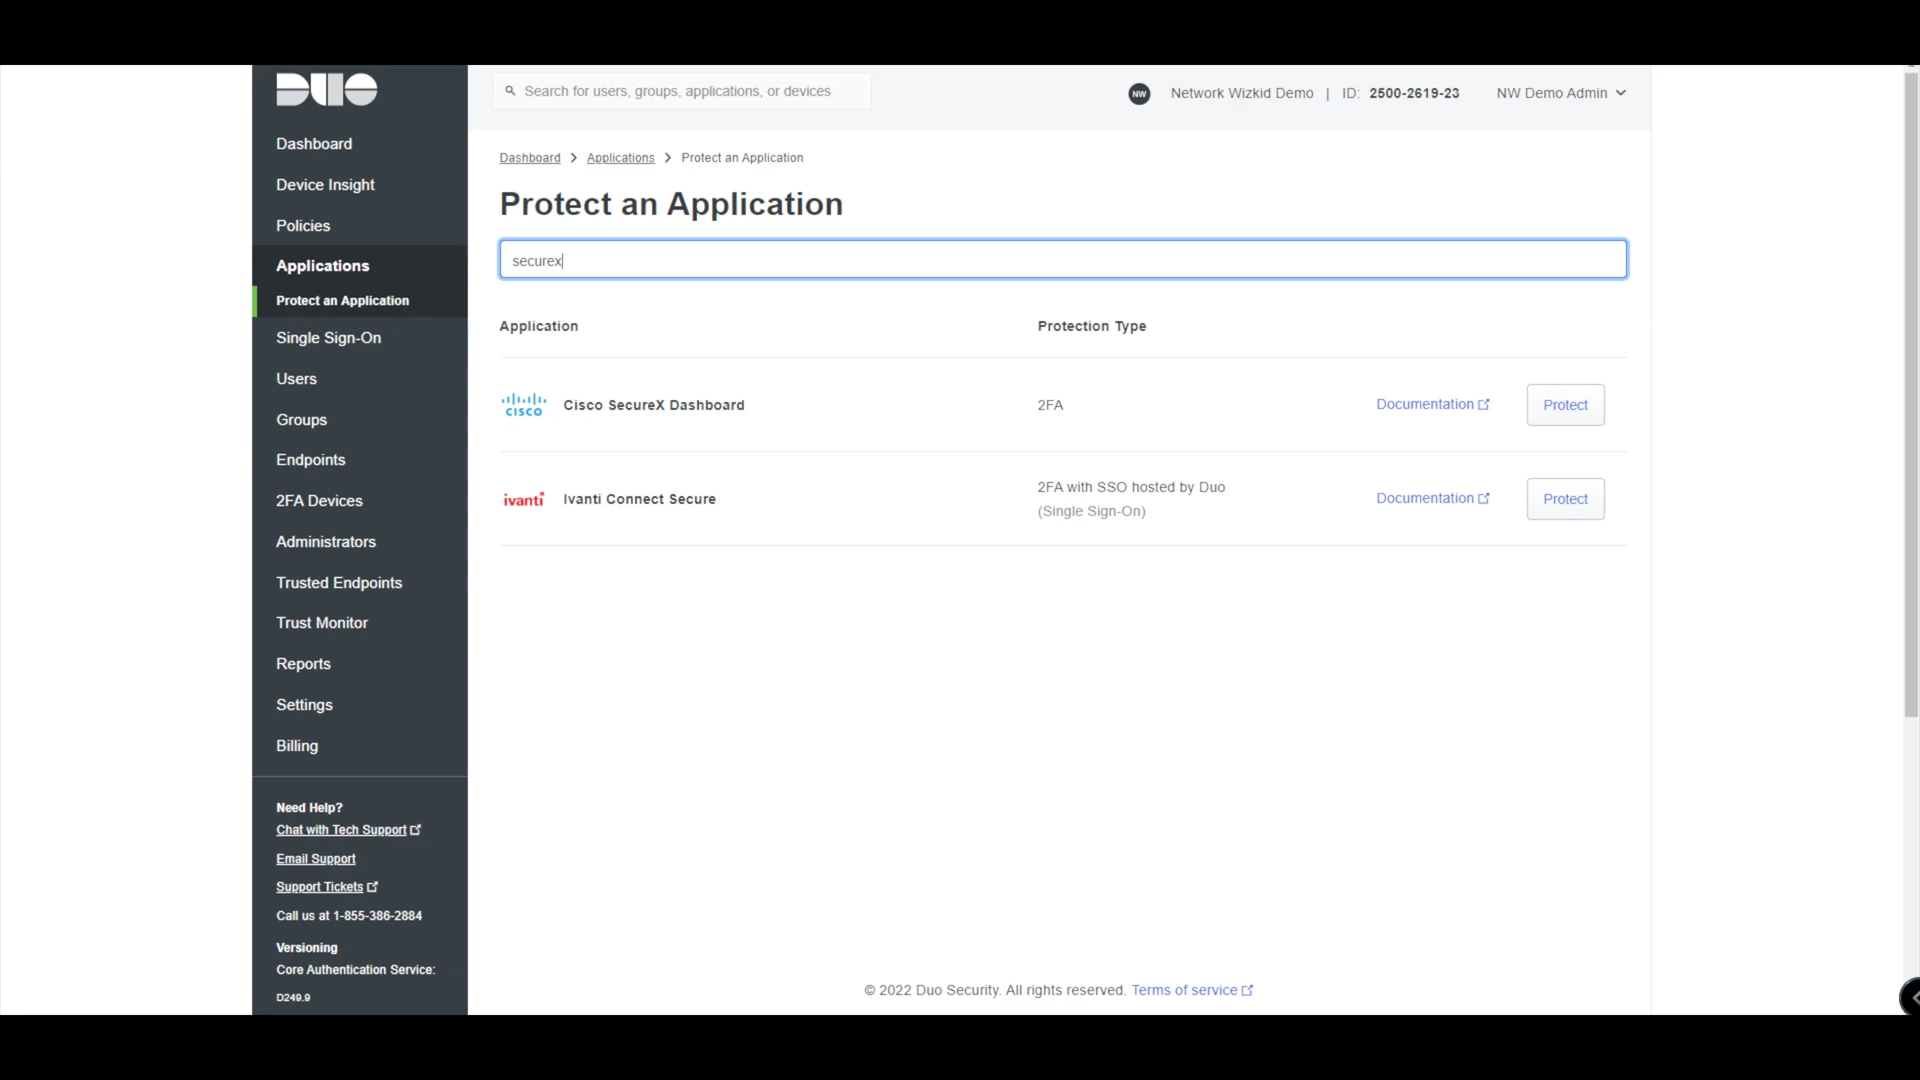 DUO
Search for users, groups, applications, or devices
NW
Network Wizkid Demo | ID: 2500-2619-23
NW Demo Admin
Dashboard
Device Insight
Policies
Applications
Protect an Application
Single Sign-On
Users
Groups
Endpoints
2FA Devices
Administrators
Trusted Endpoints
Trust Monitor
Reports
Settings
Billing
Need Help?
Chat with Tech Support
Email Support
Support Tickets
Call us at 1-855-386-2884
Versioning
Core Authentication Service:
D249.9
Dashboard > Applications > Protect an Application
Protect an Application
securex
Application Protection Type
CISCO Cisco SecureX Dashboard 2FA Documentation Protect
ivanti Ivanti Connect Secure 2FA with SSO hosted by Duo Documentation Protect
(Single Sign-On)
© 2022 Duo Security. All rights reserved. Terms of service